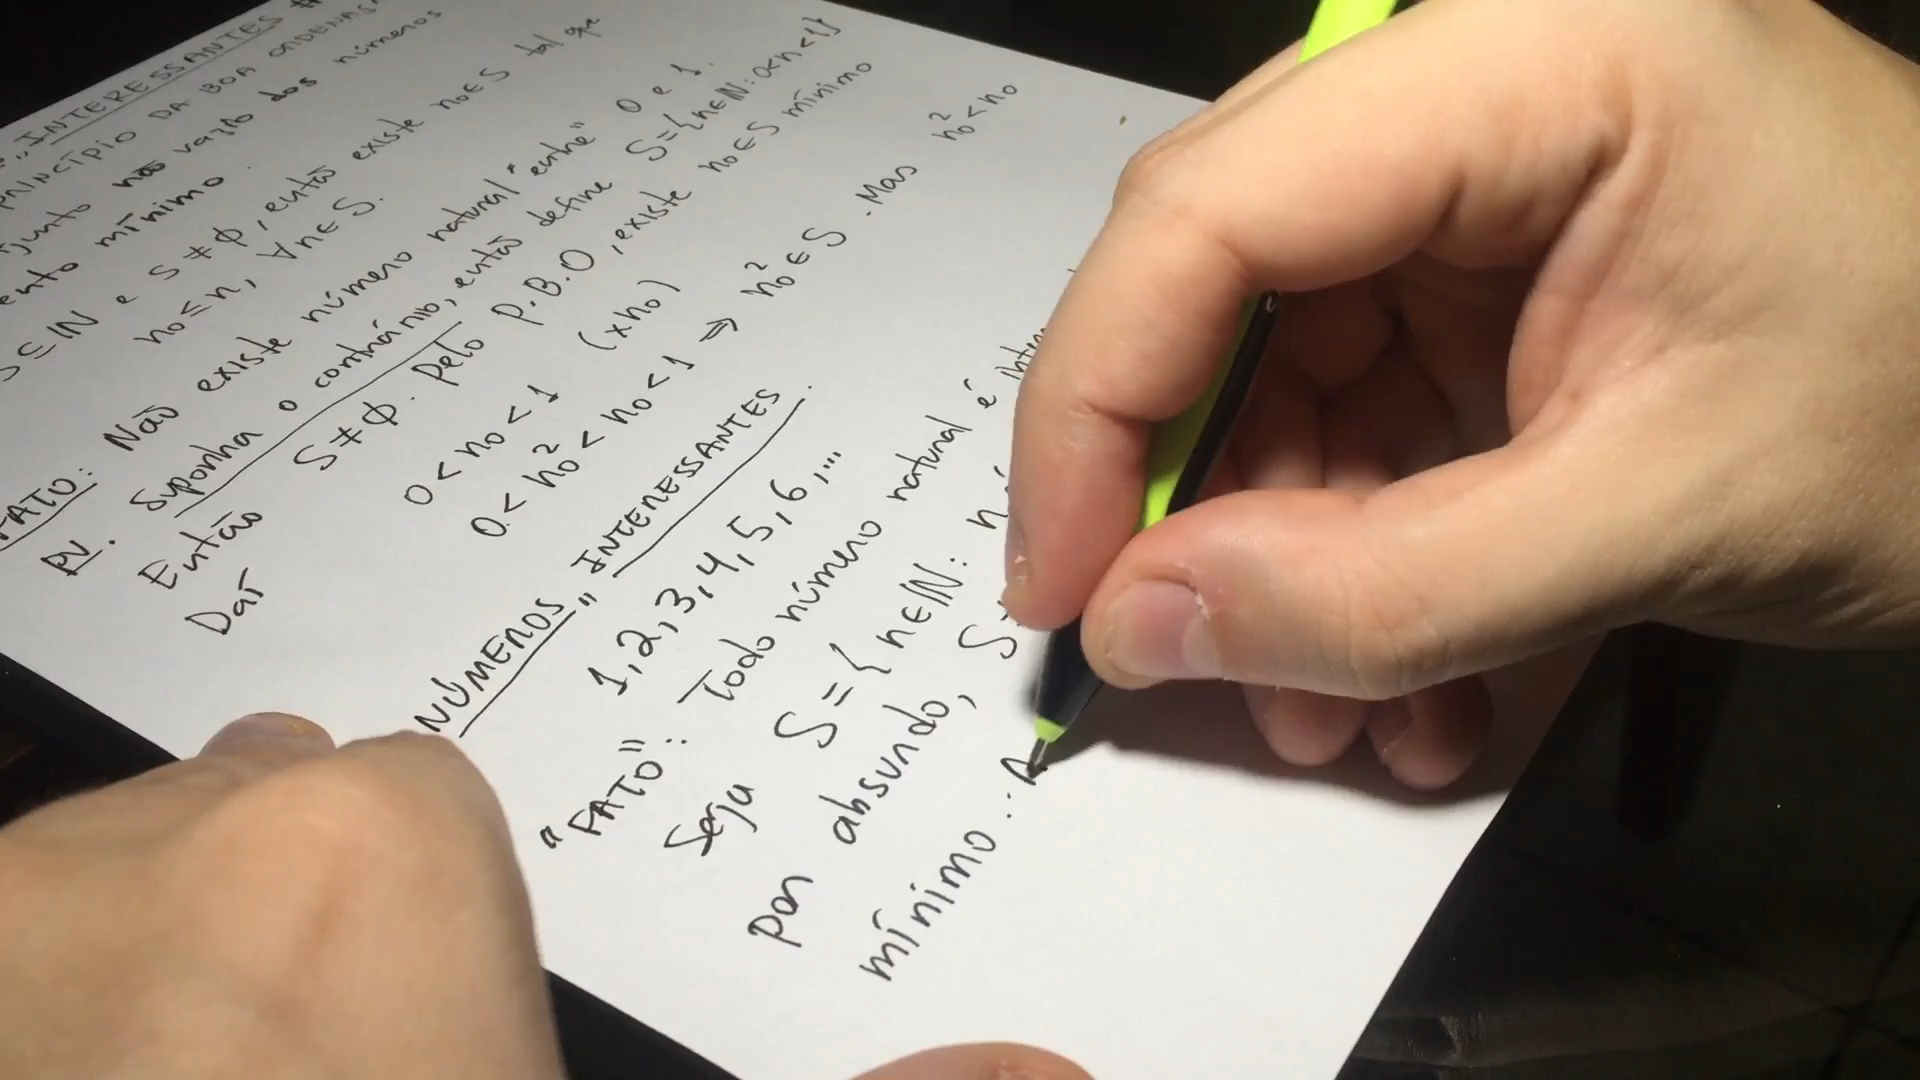 "INTERESSANTES" #
PRINCÍPIO DA BOA
junto não vazio dos números
ento mínimo.
S ⊆ ℕ e S ≠ ∅, então existe n₀ ∈ S tal que
n₀ ≤ n, ∀n ∈ S.
FATO: Não existe número natural "entre" 0 e 1.
PV. Suponha o contrário, então define S = {n ∈ ℕ: 0 < n < 1}
Então S ≠ ∅. Pelo P.B.O, existe n₀ ∈ S mínimo
Daí
0 < n₀ < 1 (xn₀)
0 < n₀² < n₀ < 1 ⇒ n₀² ∈ S. Mas n₀² < n₀
NÚMEROS "INTERESSANTES
1, 2, 3, 4, 5, 6, ...
"FATO": Todo número natural é
Seja S = { n ∈ ℕ: n
por absurdo, S
mínimo..